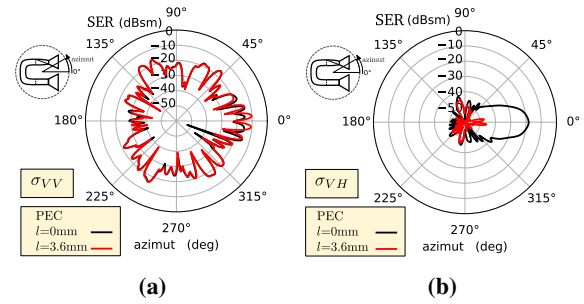 SER (dBsm)
90°
0
−10
−20
−30
−40
−50
135°
45°
180°
0°
225°
315°
270°
azimut
0°
σVV
PEC
l=0mm
l=3.6mm
azimut (deg)
(a)
SER (dBsm)
90°
0
−10
−20
−30
−40
−50
135°
45°
180°
0°
225°
315°
270°
azimut
0°
σVH
PEC
l=0mm
l=3.6mm
azimut (deg)
(b)